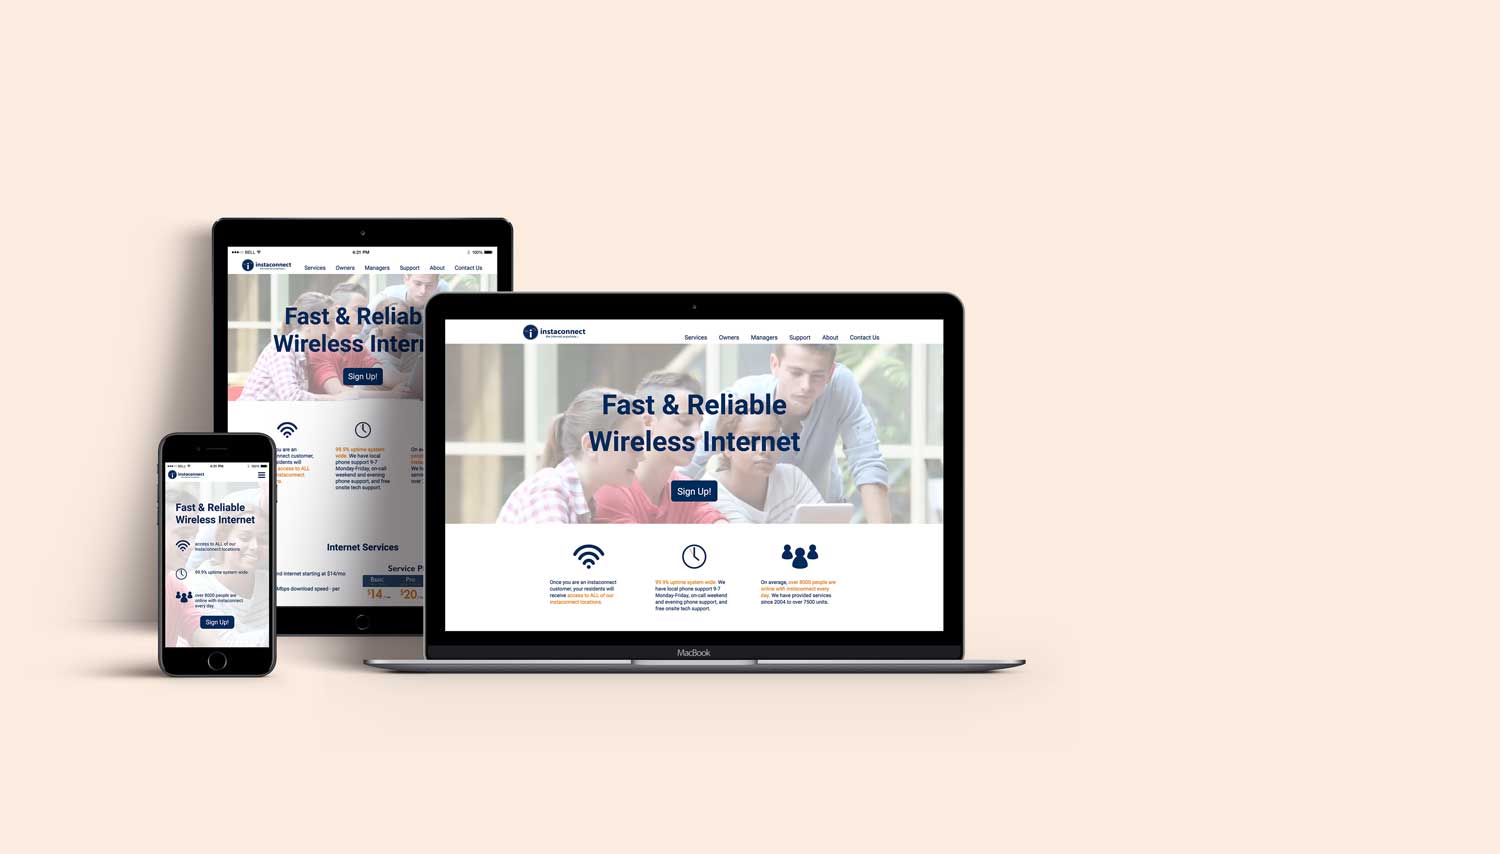 BELL
4:21 PM
100%
instaconnect
Services Owners Managers Support About Contact Us
Fast & Reliab
Wireless Inter
Sign Up!
you are an
nnect customer,
sidents will
access to ALL
nstaconnect
99.9% uptime system
wide. We have local
phone support 9-7
Monday-Friday, on-call
weekend and evening
phone support, and free
onsite tech support.
On av
We h
servic
over
Internet Services
nd internet starting at $14/mo
Mbps download speed - per
Service P
Basic Pro
$14 $20
BELL
4:21 PM
100%
instaconnect
Fast & Reliable
Wireless Internet
access to ALL of our
instaconnect locations
99.9% uptime system wide
over 8000 people are
online with instaconnect
every day.
Sign Up!
instaconnect
Services Owners Managers Support About Contact Us
Fast & Reliable
Wireless Internet
Sign Up!
Once you are an instaconnect
customer, your residents will
receive access to ALL of our
instaconnect locations.
99.9% uptime system wide. We
have local phone support 9-7
Monday-Friday, on-call weekend
and evening phone support, and
free onsite tech support.
On average, over 8000 people are
online with instaconnect every
day. We have provided services
since 2004 to over 7500 units.
MacBook